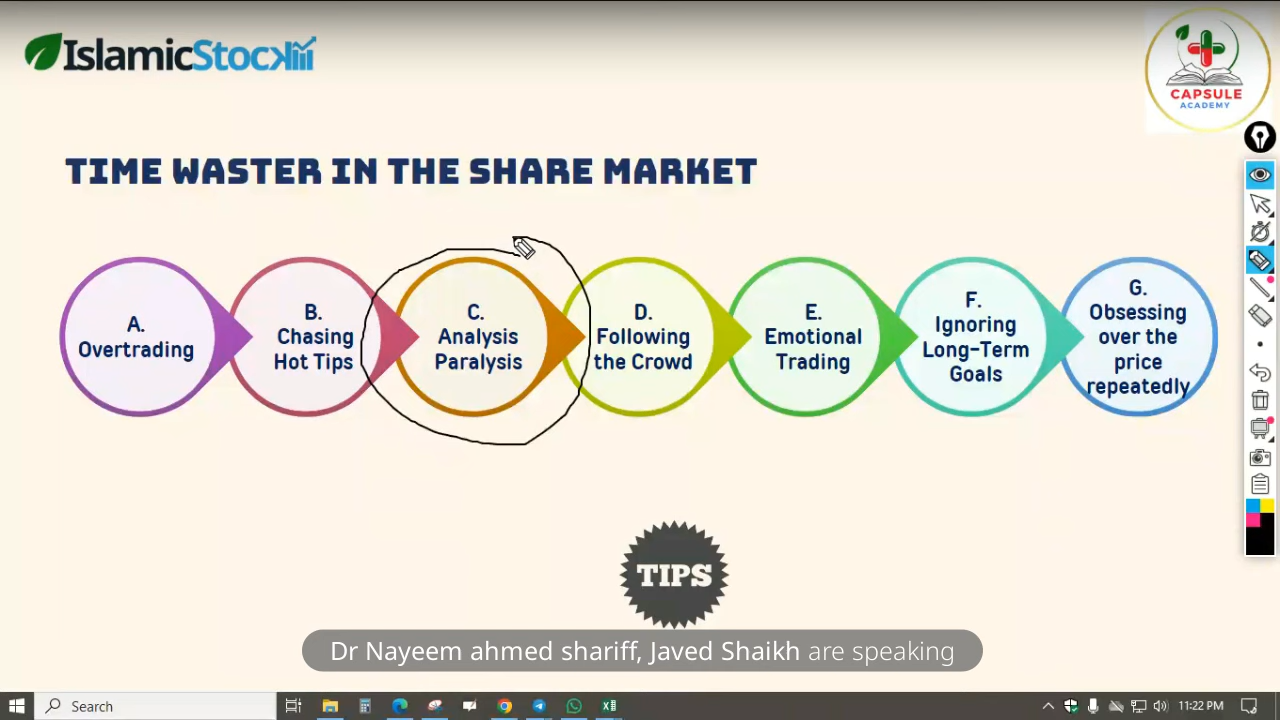 IslamicStock
CAPSULE
ACADEMY
TIME WASTER IN THE SHARE MARKET
A.
Overtrading
B.
Chasing
Hot Tips
C.
Analysis
Paralysis
D.
Following
the Crowd
E.
Emotional
Trading
F.
Ignoring
Long-Term
Goals
G.
Obsessing
over the
price
repeatedly
TIPS
Dr Nayeem ahmed shariff, Javed Shaikh are speaking
Search
11:22 PM